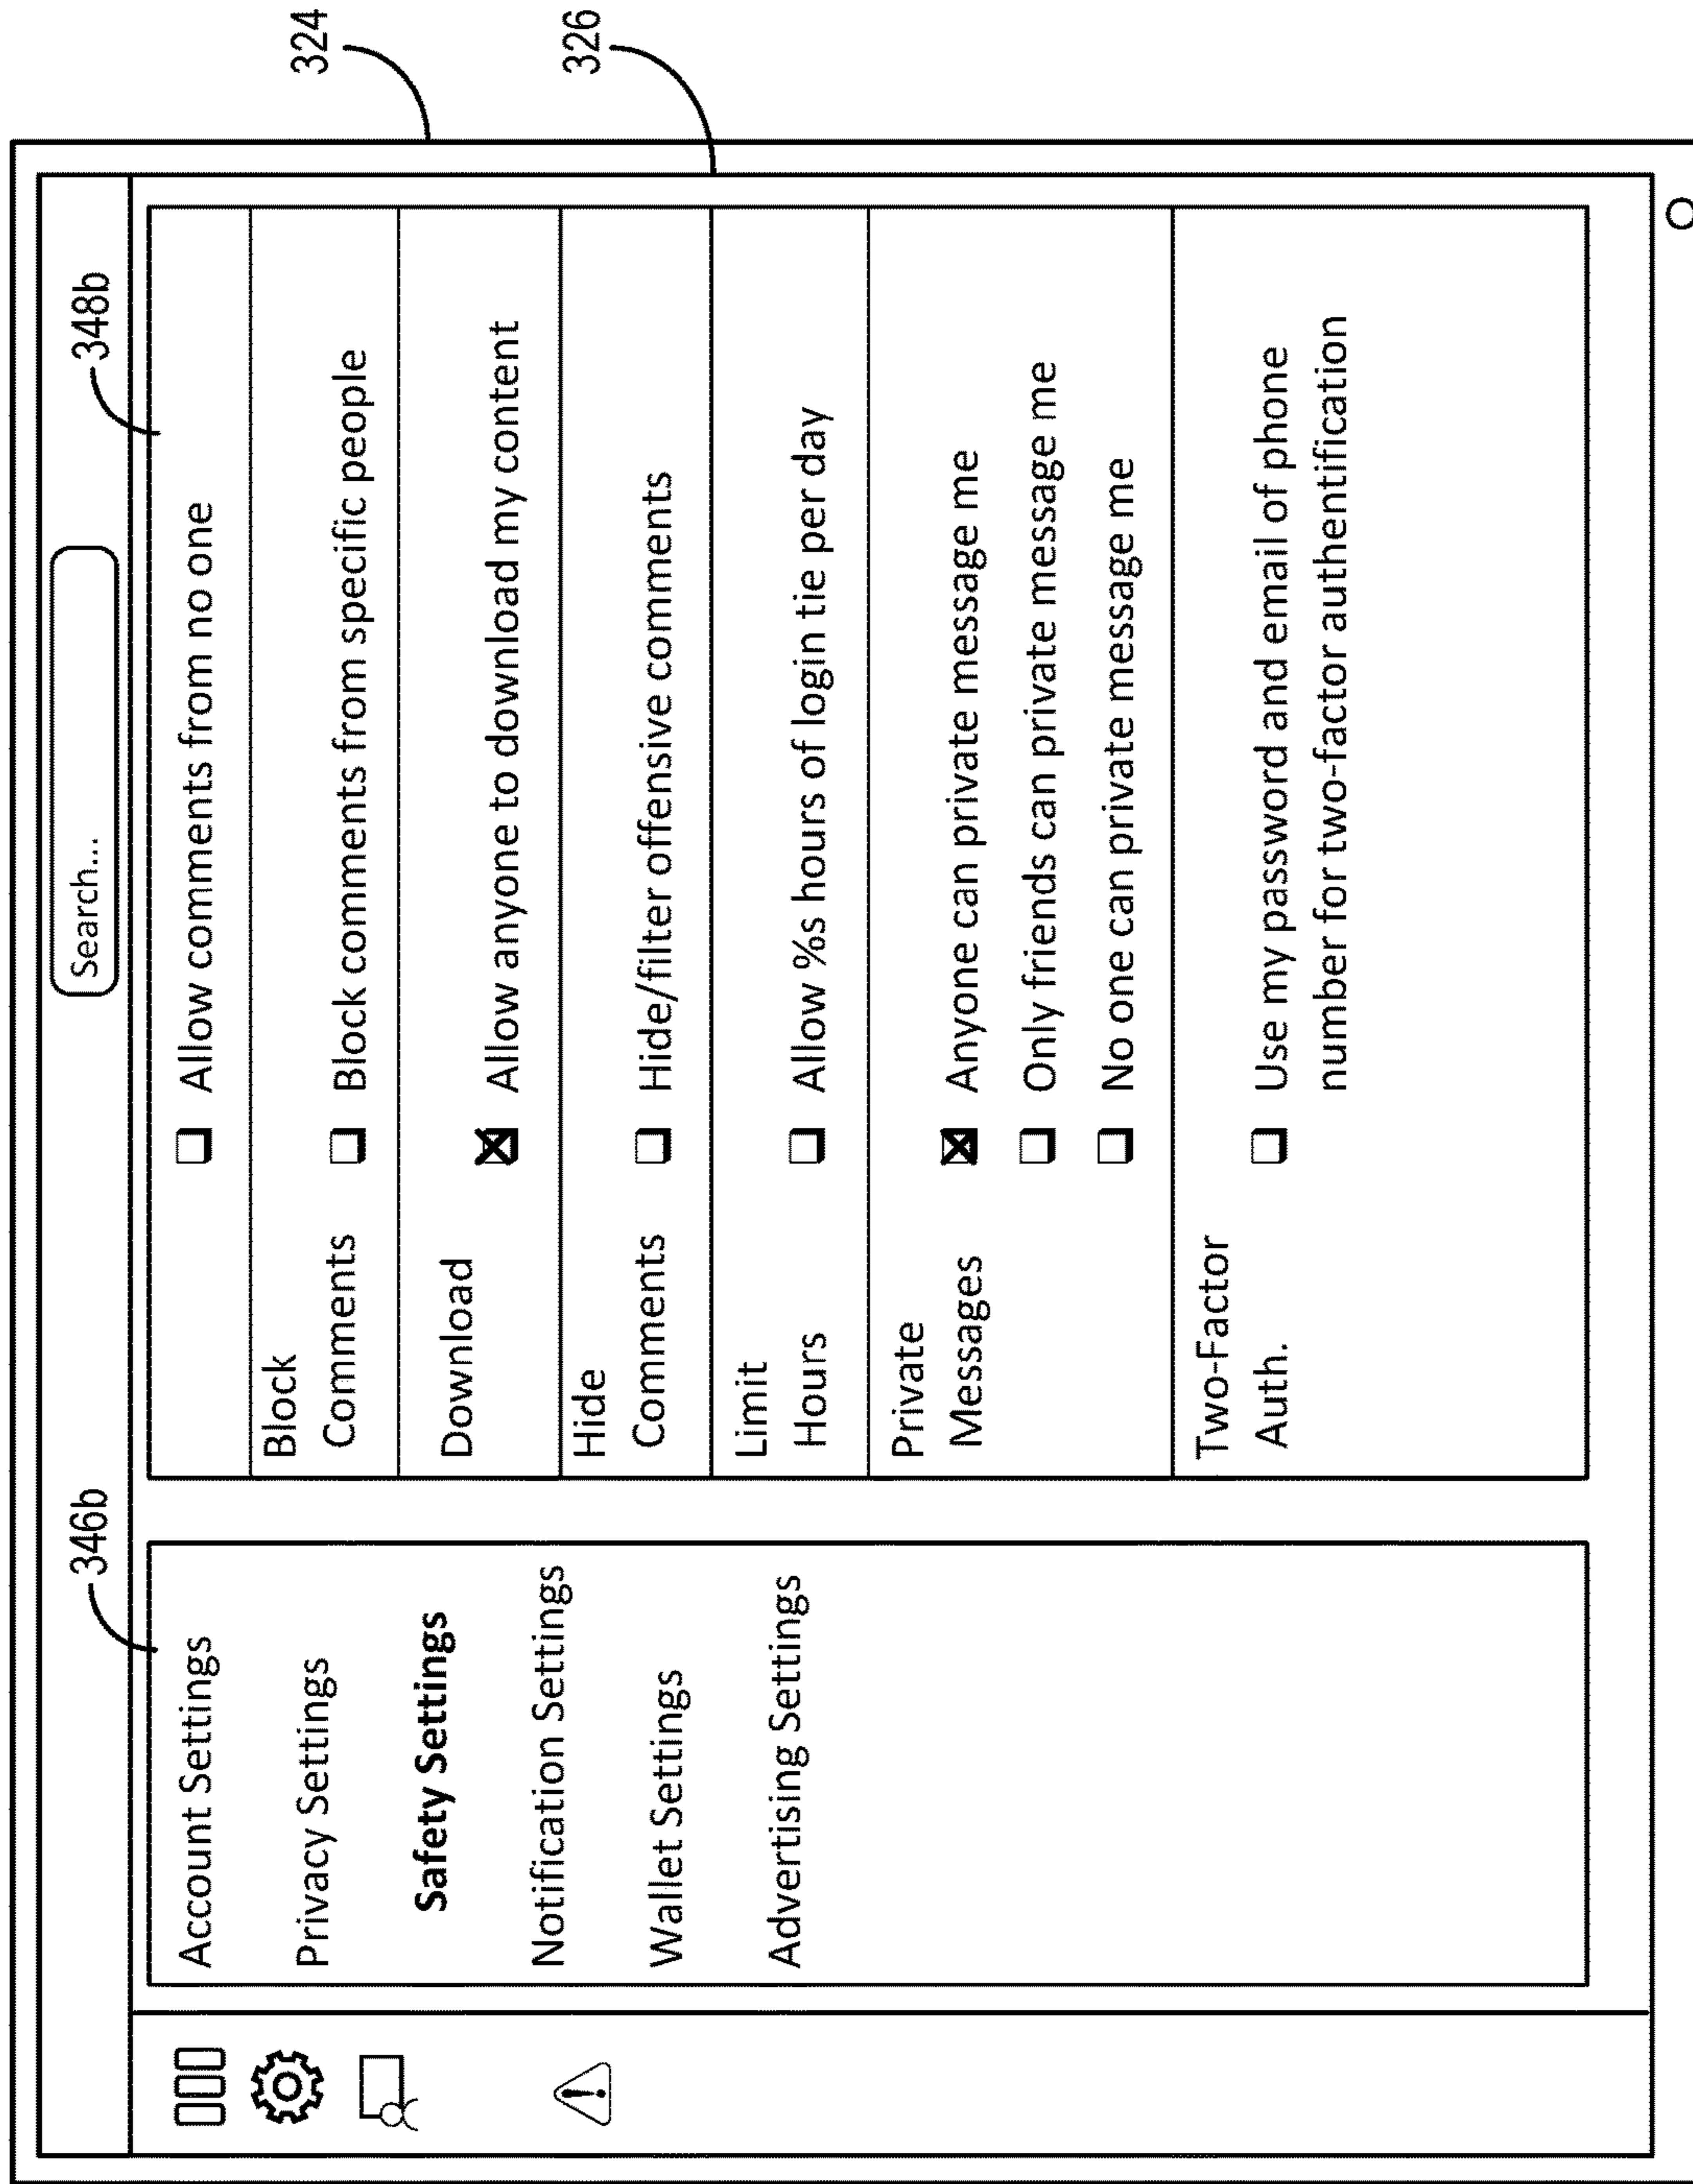 Search...
346b
348b
324
326
Account Settings
Privacy Settings
Safety Settings
Notification Settings
Wallet Settings
Advertising Settings
Allow comments from no one
Block
Comments
Block comments from specific people
Download
Allow anyone to download my content
Hide
Comments
Hide/filter offensive comments
Limit
Hours
Allow %s hours of login tie per day
Private
Messages
Anyone can private message me
Only friends can private message me
No one can private message me
Two-Factor
Auth.
Use my password and email of phone
number for two-factor authentification